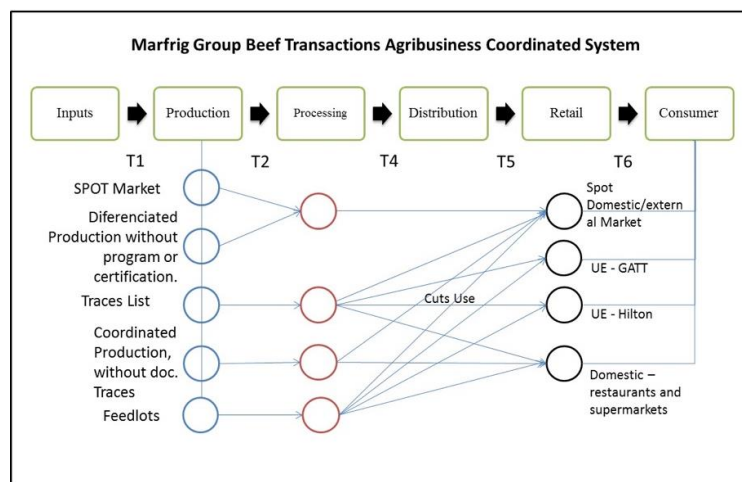 Marfrig Group Beef Transactions Agribusiness Coordinated System
Inputs
Production
Processing
Distribution
Retail
Consumer
T1
T2
T4
T5
T6
SPOT Market
Diferenciated
Production without
program or
certification.
Traces List
Coordinated
Production,
without doc.
Traces
Feedlots
Cuts Use
Spot
Domestic/extern
al Market
UE - GATT
UE - Hilton
Domestic –
restaurants and
supermarkets